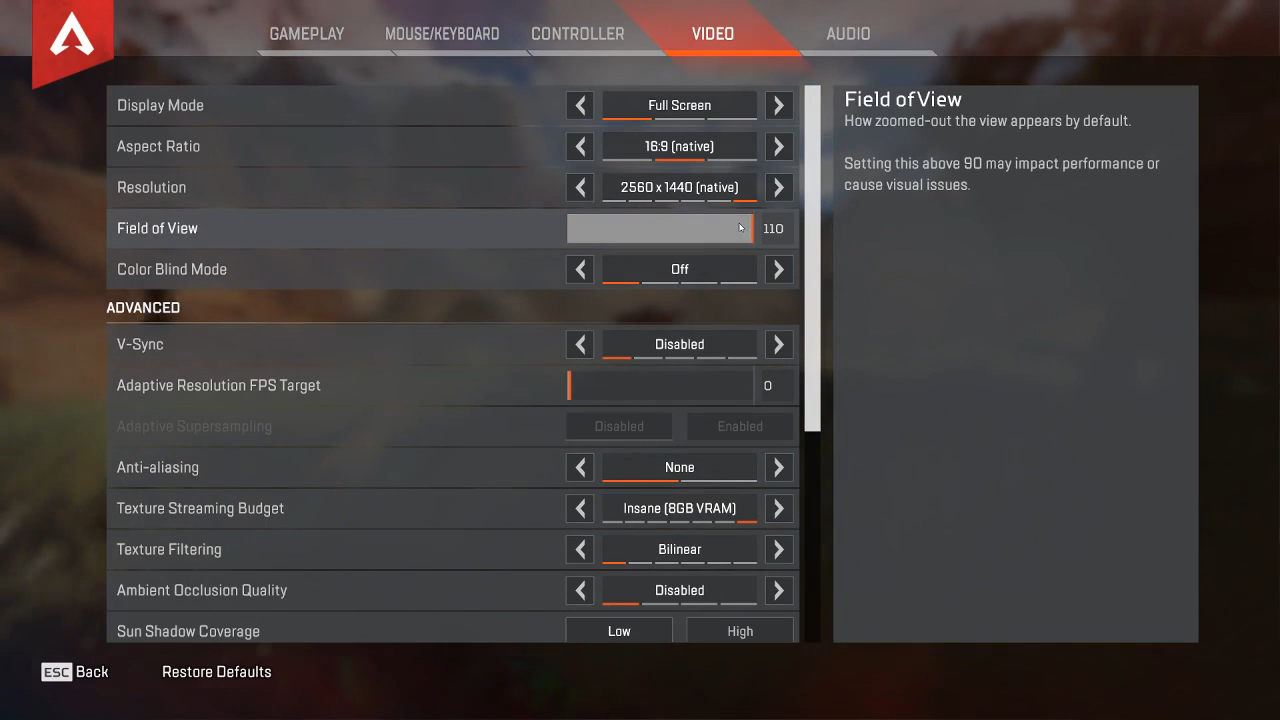 GAMEPLAY MOUSE/KEYBOARD CONTROLLER VIDEO AUDIO
Display Mode Full Screen
Aspect Ratio 16:9 (native)
Resolution 2560 x 1440 (native)
Field of View 110
Color Blind Mode Off
ADVANCED
V-Sync Disabled
Adaptive Resolution FPS Target 0
Adaptive Supersampling Disabled Enabled
Anti-aliasing None
Texture Streaming Budget Insane (8GB VRAM)
Texture Filtering Bilinear
Ambient Occlusion Quality Disabled
Sun Shadow Coverage Low High
Field of View
How zoomed-out the view appears by default.
Setting this above 90 may impact performance or
cause visual issues.
ESC Back Restore Defaults